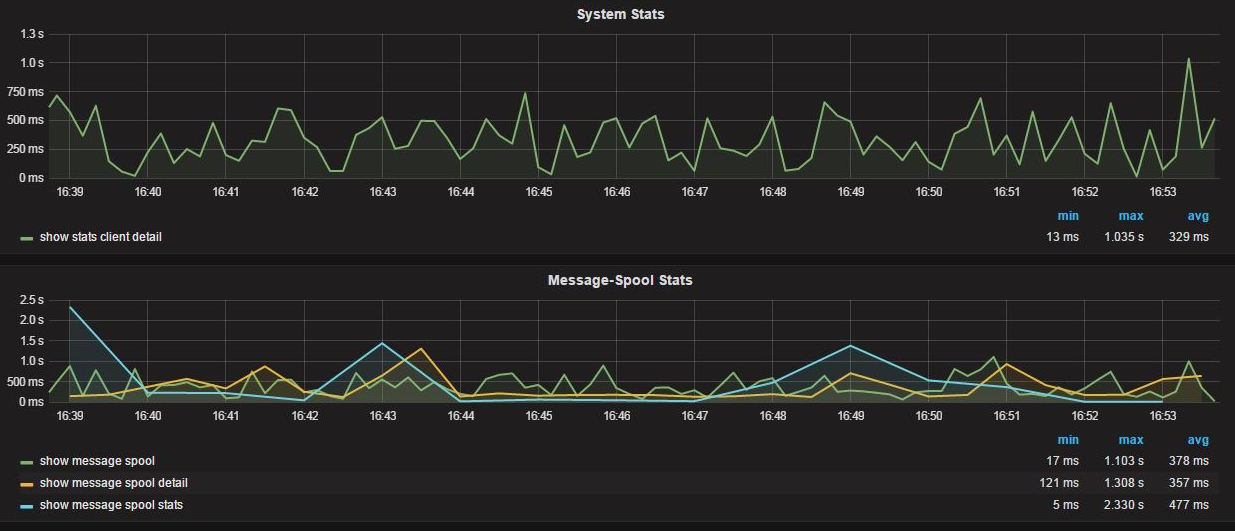 System Stats
1.3 s
1.0 s
750 ms
500 ms
250 ms
0 ms
16:39 16:40 16:41 16:42 16:43 16:44 16:45 16:46 16:47 16:48 16:49 16:50 16:51 16:52 16:53
min max avg
show stats client detail 13 ms 1.035 s 329 ms
Message-Spool Stats
2.5 s
2.0 s
1.5 s
1.0 s
500 ms
0 ms
16:39 16:40 16:41 16:42 16:43 16:44 16:45 16:46 16:47 16:48 16:49 16:50 16:51 16:52 16:53
min max avg
show message spool 17 ms 1.103 s 378 ms
show message spool detail 121 ms 1.308 s 357 ms
show message spool stats 5 ms 2.330 s 477 ms